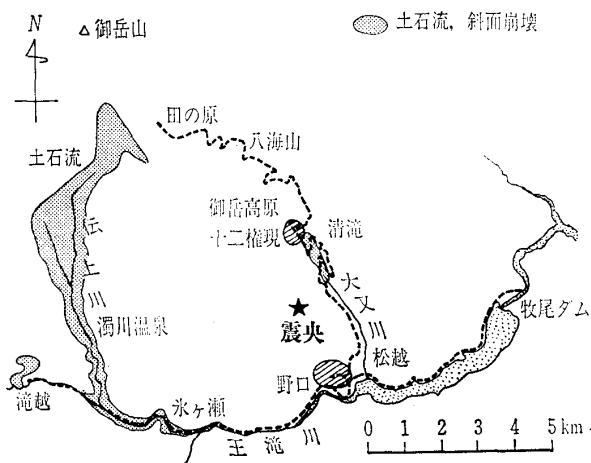 N
△御岳山
土石流，斜面崩壊
田の原
八海山
土石流
御岳高原
十二権現
清滝
伝上川
大又川
震央
濁川温泉
牧尾ダム
松越
野口
滝越
氷ヶ瀬
王滝川
0 1 2 3 4 5km